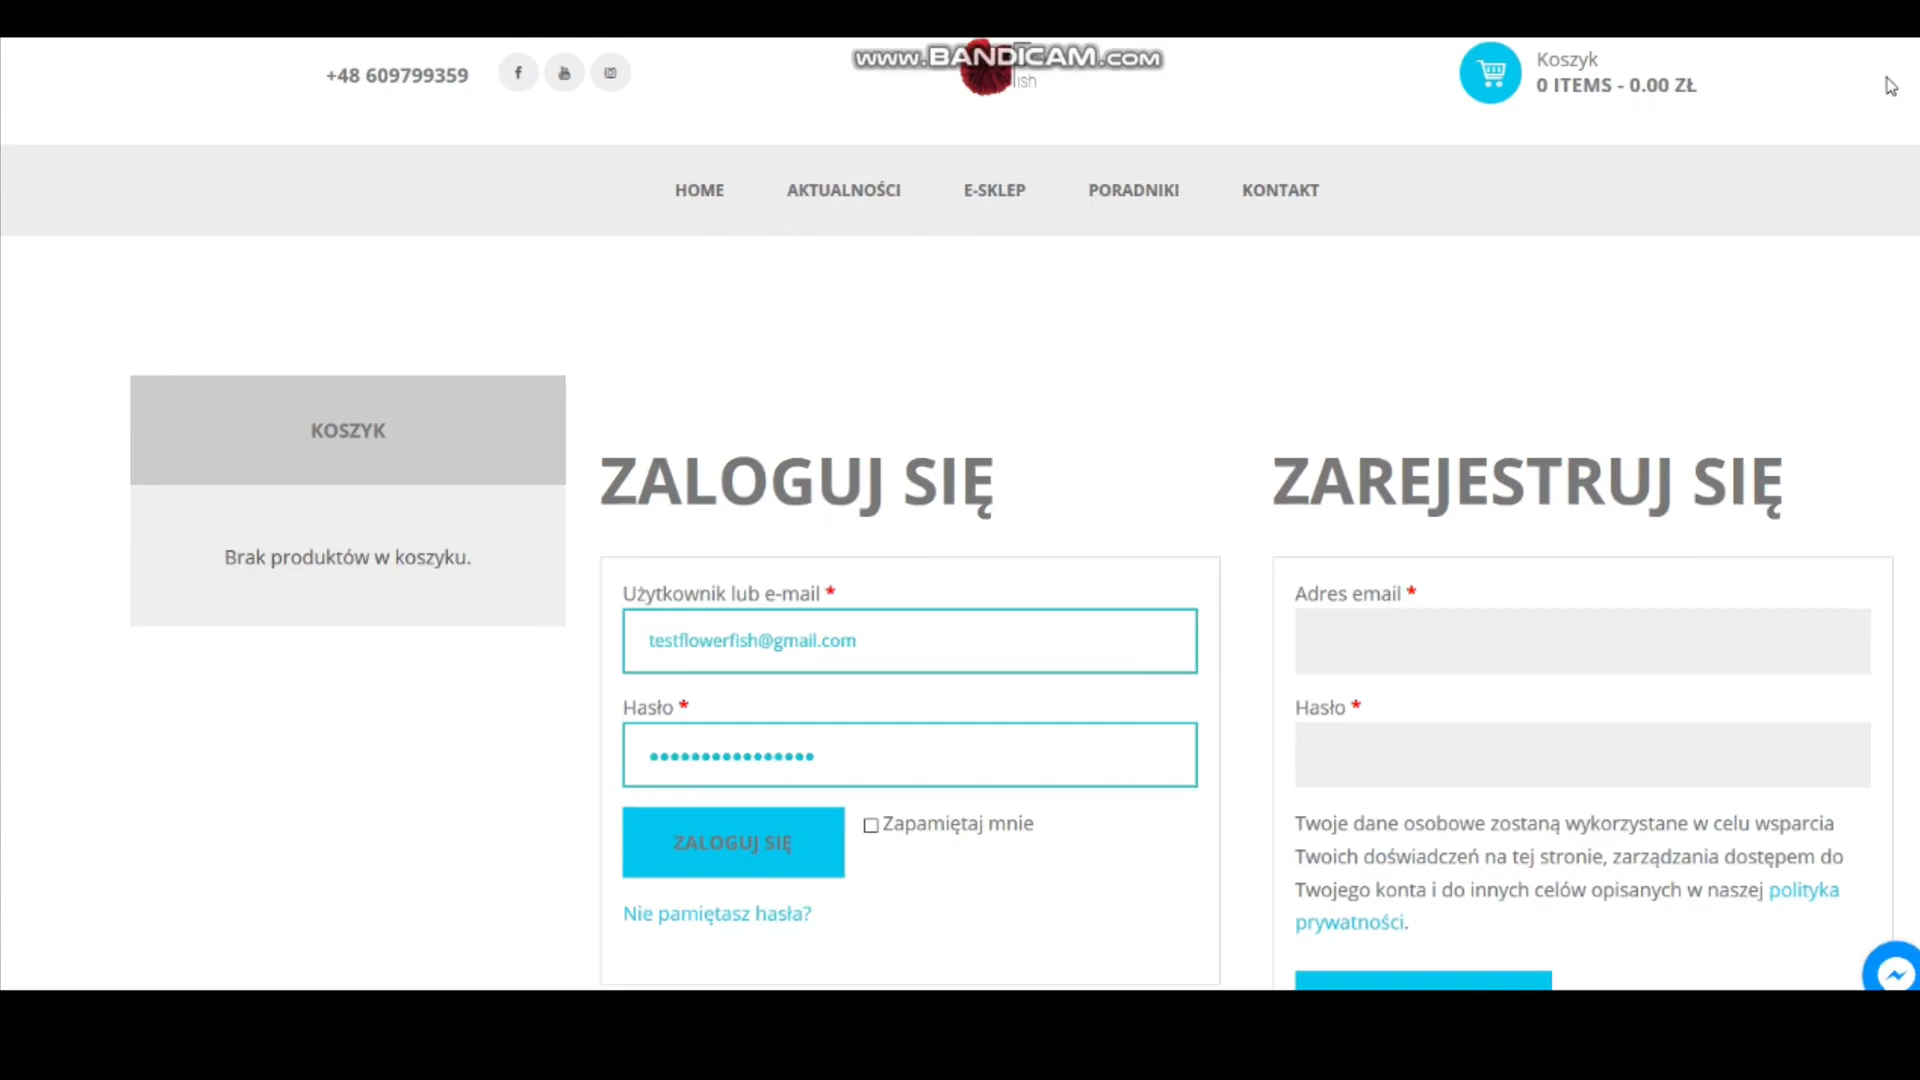 www.BANDICAM.com
ish
+48 609799359
Koszyk
0 ITEMS - 0.00 ZŁ
HOME
AKTUALNOŚCI
E-SKLEP
PORADNIKI
KONTAKT
KOSZYK
Brak produktów w koszyku.
ZALOGUJ SIĘ
Użytkownik lub e-mail *
testflowerfish@gmail.com
Hasło *
ZALOGUJ SIĘ
Zapamiętaj mnie
Nie pamiętasz hasła?
ZAREJESTRUJ SIĘ
Adres email *
Hasło *
Twoje dane osobowe zostaną wykorzystane w celu wsparcia
Twoich doświadczeń na tej stronie, zarządzania dostępem do
Twojego konta i do innych celów opisanych w naszej polityka
prywatności.